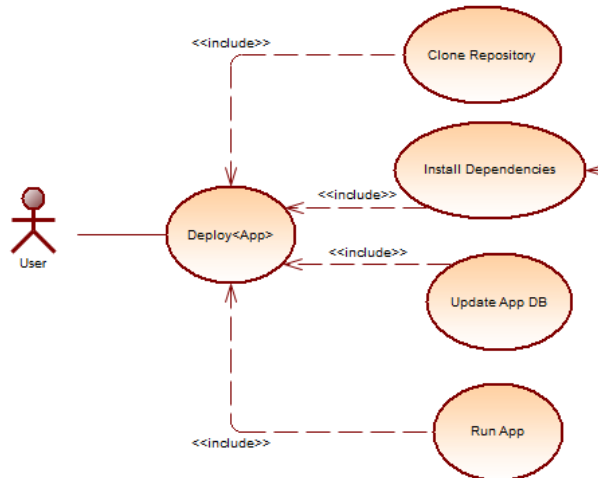 <<include>>
Clone Repository
Install Dependencies
<<include>>
Deploy<App>
User
<<include>>
Update App DB
Run App
<<include>>